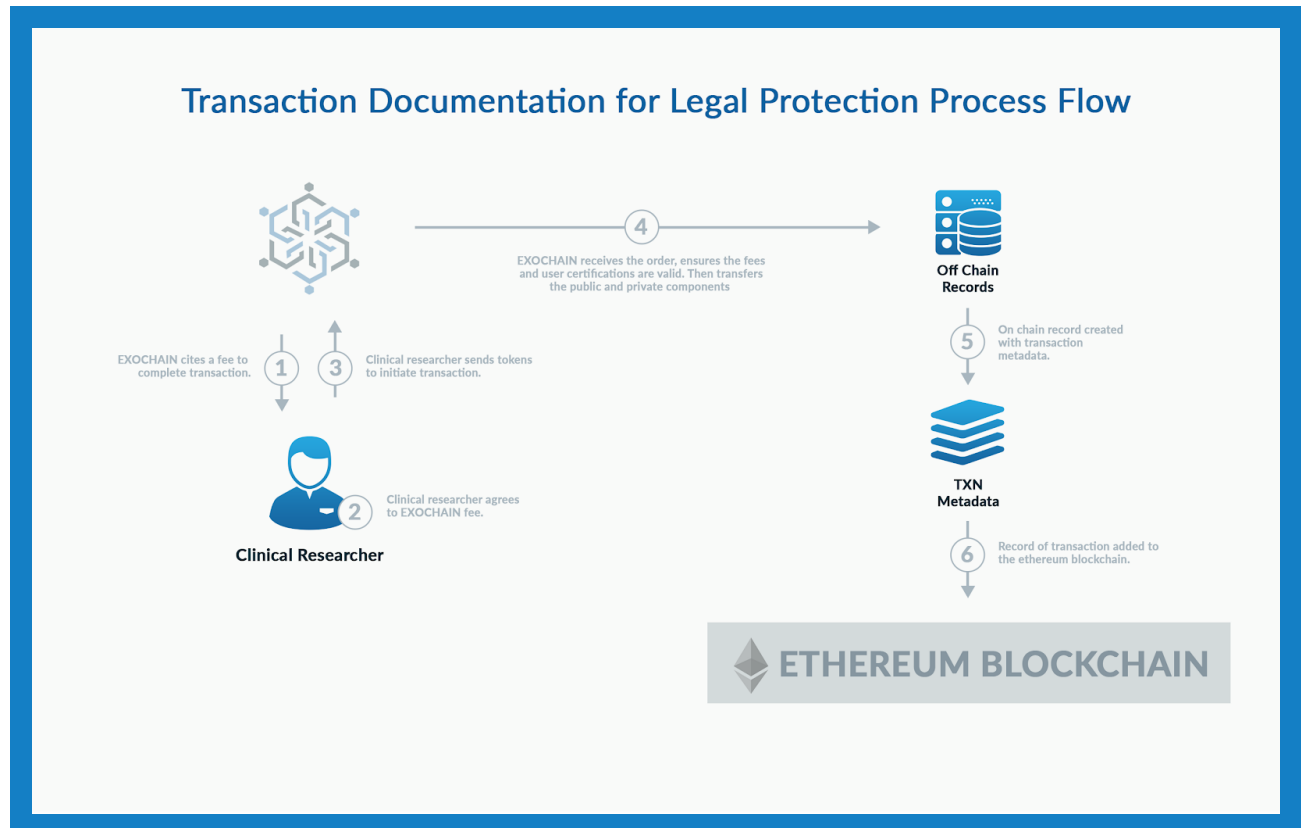 Transaction Documentation for Legal Protection Process Flow
4
EXOCHAIN receives the order, ensures the fees
and user certifications are valid. Then transfers
the public and private components
Off Chain
Records
EXOCHAIN cites a fee to
complete transaction.
1
3
Clinical researcher sends tokens
to initiate transaction.
5
On chain record created
with transaction
metadata.
2
Clinical researcher agrees
to EXOCHAIN fee.
Clinical Researcher
TXN
Metadata
6
Record of transaction added to
the ethereum blockchain.
ETHEREUM BLOCKCHAIN